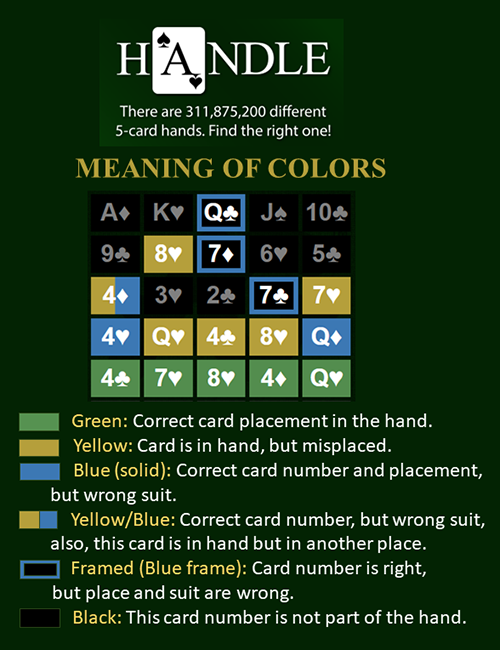 HANDLE
There are 311,875,200 different
5-card hands. Find the right one!
MEANING OF COLORS
A♦ K♥ Q♣ J♠ 10♣
9♣ 8♥ 7♦ 6♥ 5♣
4♦ 3♥ 2♣ 7♣ 7♥
4♥ Q♥ 4♣ 8♥ Q♦
4♣ 7♥ 8♥ 4♦ Q♥
Green: Correct card placement in the hand.
Yellow: Card is in hand, but misplaced.
Blue (solid): Correct card number and placement,
but wrong suit.
Yellow/Blue: Correct card number, but wrong suit,
also, this card is in hand but in another place.
Framed (Blue frame): Card number is right,
but place and suit are wrong.
Black: This card number is not part of the hand.